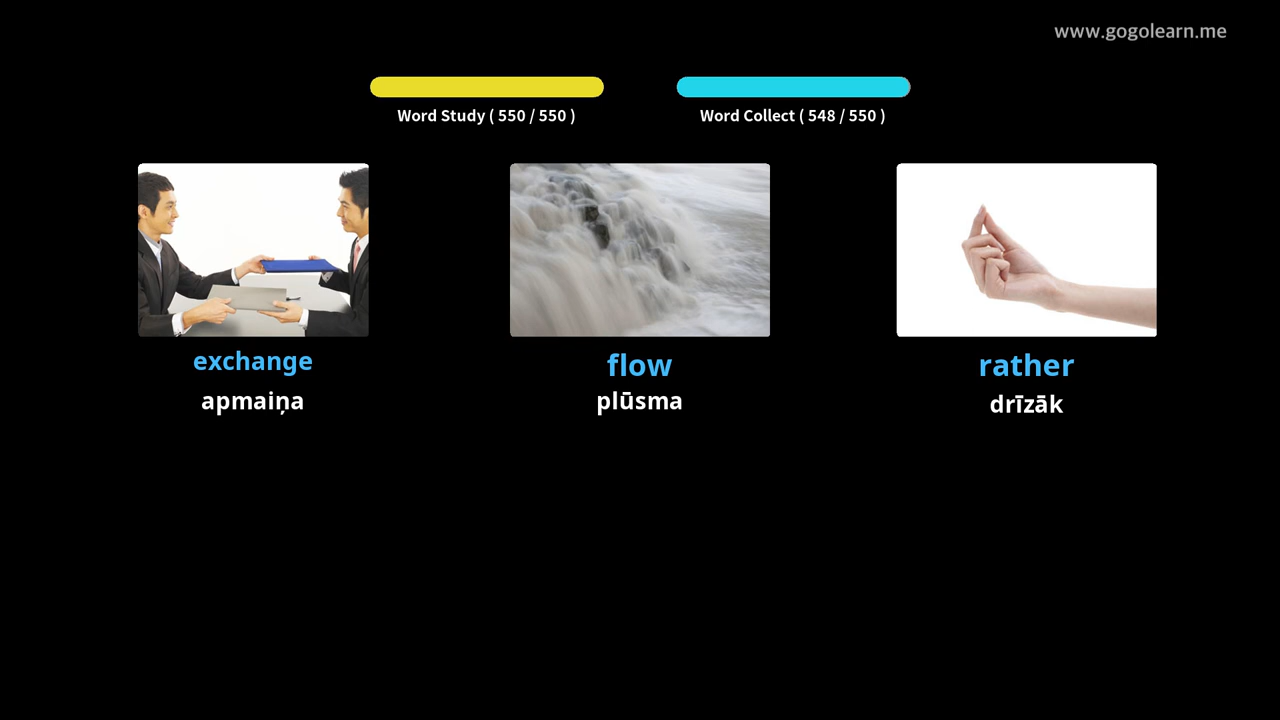 www.gogolearn.me
Word Study ( 550 / 550 )
Word Collect ( 548 / 550 )
exchange
apmaiņa
flow
plūsma
rather
drīzāk